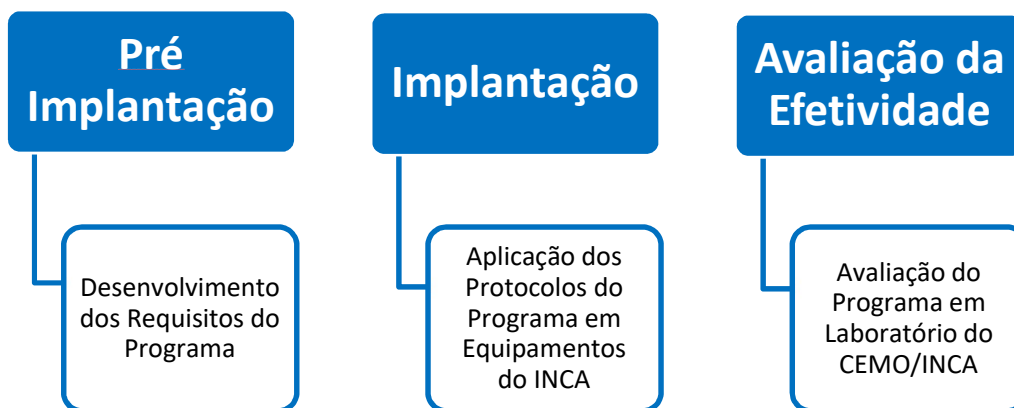 Pré
Implantação
Desenvolvimento
dos Requisitos do
Programa
Implantação
Aplicação dos
Protocolos do
Programa em
Equipamentos
do INCA
Avaliação da
Efetividade
Avaliação do
Programa em
Laboratório do
CEMO/INCA